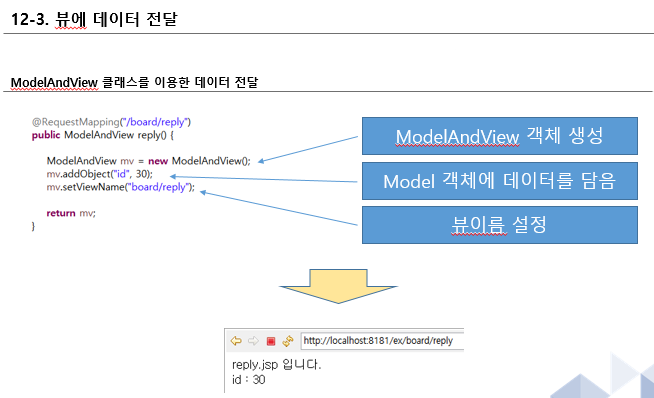 12-3. 뷰에 데이터 전달
ModelAndView 클래스를 이용한 데이터 전달
@RequestMapping("/board/reply")
public ModelAndView reply() {
ModelAndView mv = new ModelAndView();
mv.addObject("id", 30);
mv.setViewName("board/reply");
return mv;
}
ModelAndView 객체 생성
Model 객체에 데이터를 담음
뷰이름 설정
http://localhost:8181/ex/board/reply
reply.jsp 입니다.
id : 30